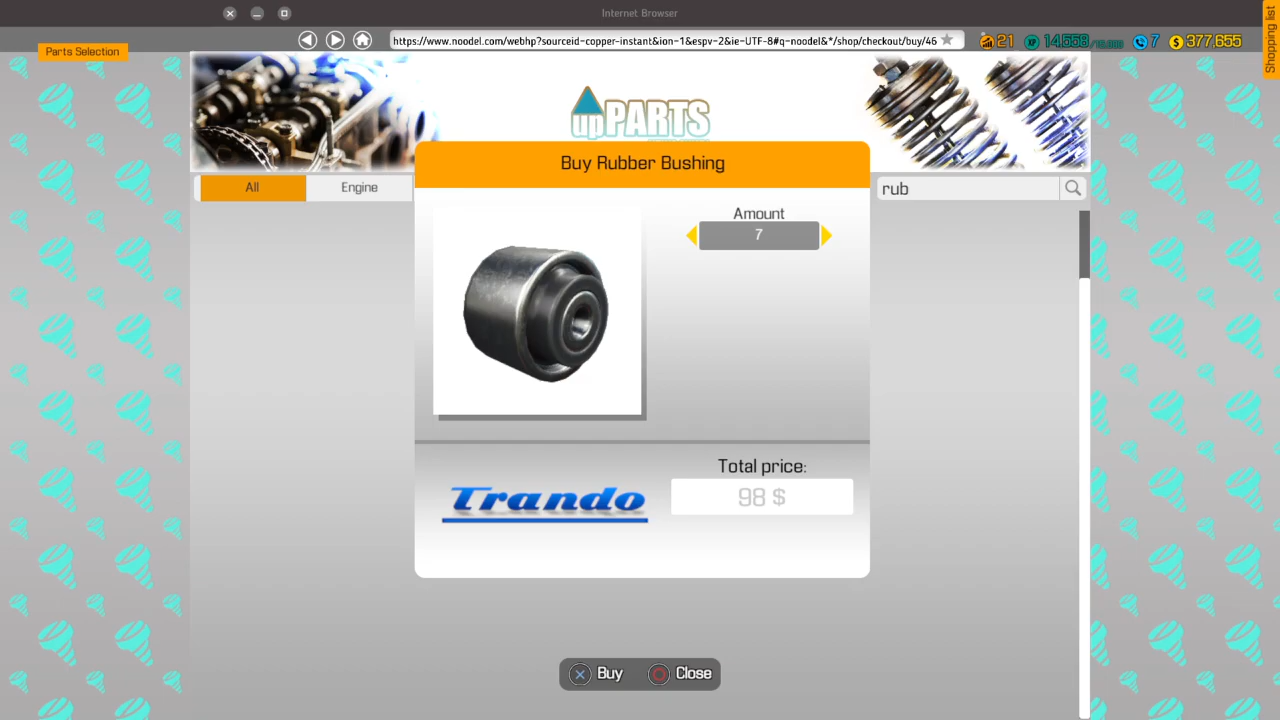 Internet Browser
https://www.noodel.com/webhp?sourceid-copper-instant&ion-1&espv-2&ie-UTF-8#q-noodel&*/shop/checkout/buy/46
21
XP 14.558
7
$ 377.655
Shopping list
Parts Selection
upPARTS
Buy Rubber Bushing
All
Engine
rub
Amount
7
Total price:
98 $
Trando
Buy
Close